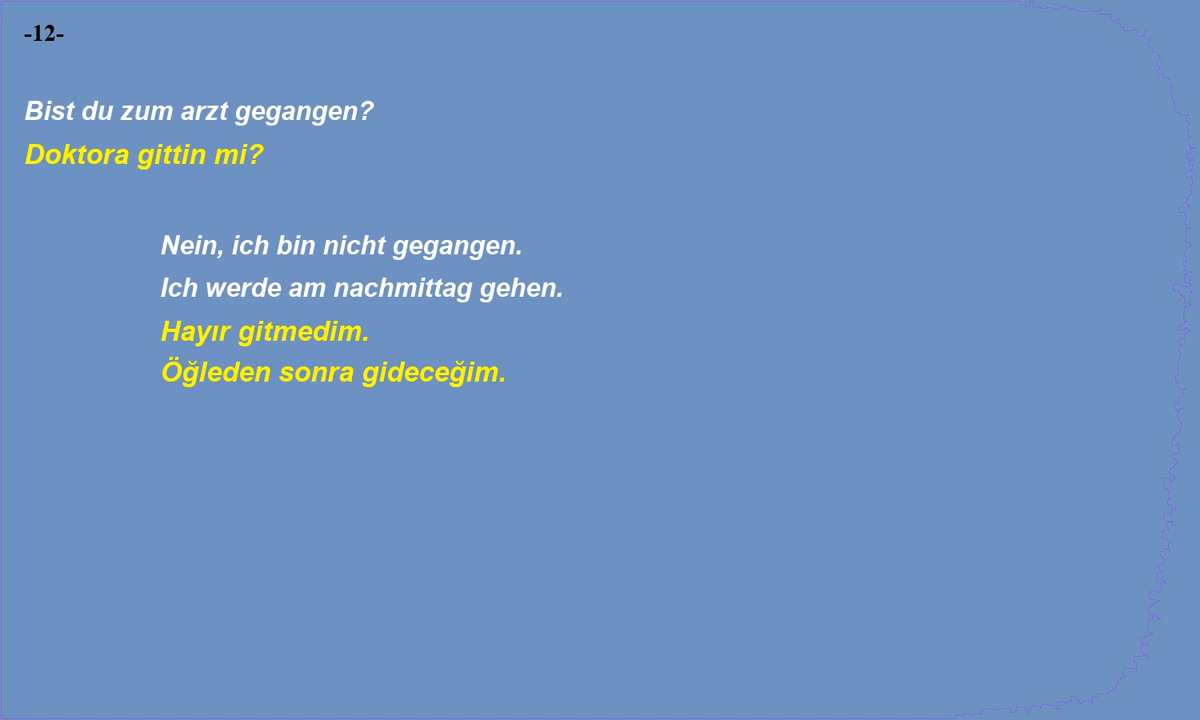 -12-
Bist du zum arzt gegangen?
Doktora gittin mi?
Nein, ich bin nicht gegangen.
Ich werde am nachmittag gehen.
Hayır gitmedim.
Öğleden sonra gideceğim.